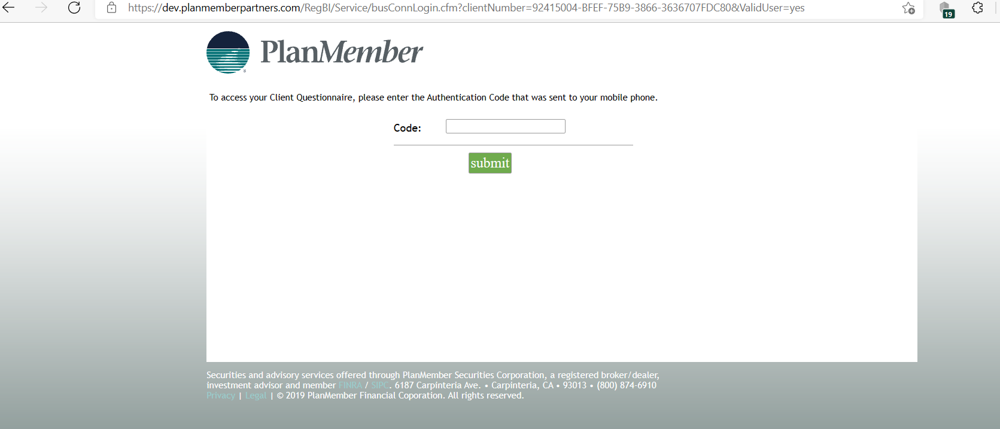 https://dev.planmemberpartners.com/RegBI/Service/busConnLogin.cfm?clientNumber=92415004-BFEF-75B9-3866-3636707FDC80&ValidUser=yes
19
PlanMember
To access your Client Questionnaire, please enter the Authentication Code that was sent to your mobile phone.
Code:
submit
Securities and advisory services offered through PlanMember Securities Corporation, a registered broker/dealer,
investment advisor and member FINRA / SIPC. 6187 Carpinteria Ave. • Carpinteria, CA • 93013 • (800) 874-6910
Privacy | Legal | © 2019 PlanMember Financial Coporation. All rights reserved.